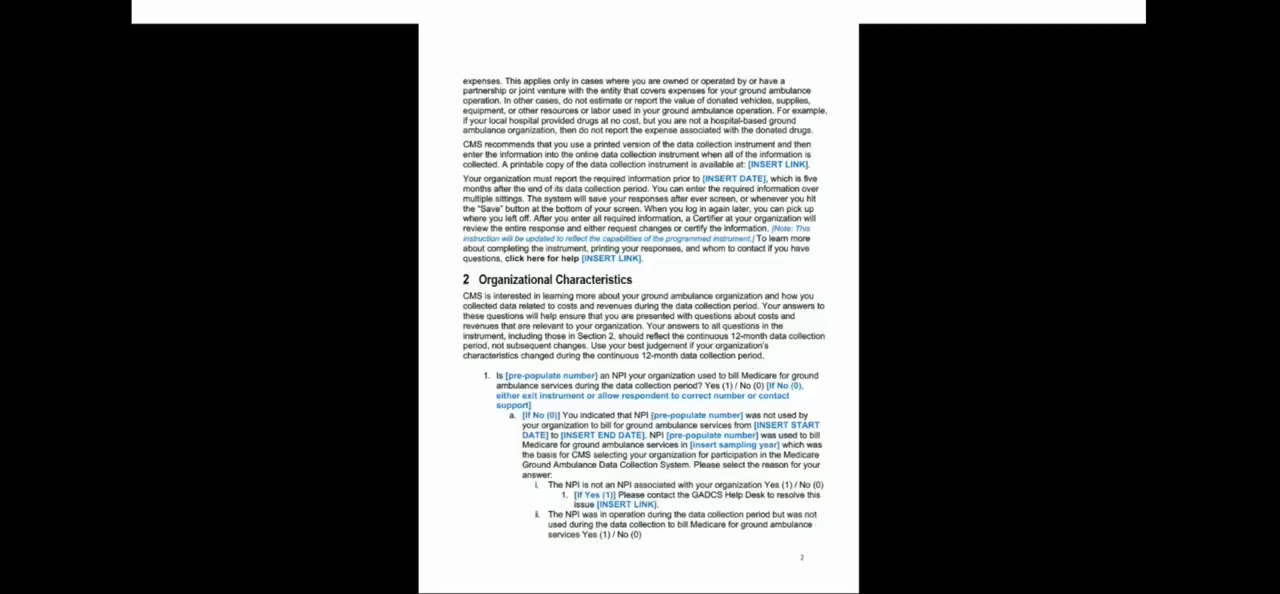 expenses. This applies only in cases where you are owned or operated by or have a
partnership or joint venture with the entity that covers expenses for your ground ambulance
operation. In other cases, do not estimate or report the value of donated vehicles, supplies,
equipment, or other resources or labor used in your ground ambulance operation. For example,
if your local hospital provided drugs at no cost, but you are not a hospital-based ground
ambulance organization, then do not report the expense associated with the donated drugs.
CMS recommends that you use a printed version of the data collection instrument and then
enter the information into the online data collection instrument when all of the information is
collected. A printable copy of the data collection instrument is available at: [INSERT LINK].
Your organization must report the required information prior to [INSERT DATE], which is five
months after the end of its data collection period. You can enter the required information over
multiple sittings. The system will save your responses after ever screen, or whenever you hit
the "Save" button at the bottom of your screen. When you log in again later, you can pick up
where you left off. After you enter all required information, a Certifier at your organization will
review the entire response and either request changes or certify the information. [Note: This
instruction will be updated to reflect the capabilities of the programmed instrument.] To learn more
about completing the instrument, printing your responses, and whom to contact if you have
questions, click here for help [INSERT LINK].
2 Organizational Characteristics
CMS is interested in learning more about your ground ambulance organization and how you
collected data related to costs and revenues during the data collection period. Your answers to
these questions will help ensure that you are presented with questions about costs and
revenues that are relevant to your organization. Your answers to all questions in the
instrument, including those in Section 2, should reflect the continuous 12-month data collection
period, not subsequent changes. Use your best judgement if your organization's
characteristics changed during the continuous 12-month data collection period.
1. Is [pre-populate number] an NPI your organization used to bill Medicare for ground
ambulance services during the data collection period? Yes (1) / No (0) [If No (0),
either exit instrument or allow respondent to correct number or contact
support]
a. [If No (0)] You indicated that NPI [pre-populate number] was not used by
your organization to bill for ground ambulance services from [INSERT START
DATE] to [INSERT END DATE]. NPI [pre-populate number] was used to bill
Medicare for ground ambulance services in [insert sampling year] which was
the basis for CMS selecting your organization for participation in the Medicare
Ground Ambulance Data Collection System. Please select the reason for your
answer:
i. The NPI is not an NPI associated with your organization Yes (1) / No (0)
1. [If Yes (1)] Please contact the GADCS Help Desk to resolve this
issue [INSERT LINK].
ii. The NPI was in operation during the data collection period but was not
used during the data collection to bill Medicare for ground ambulance
services Yes (1) / No (0)
2